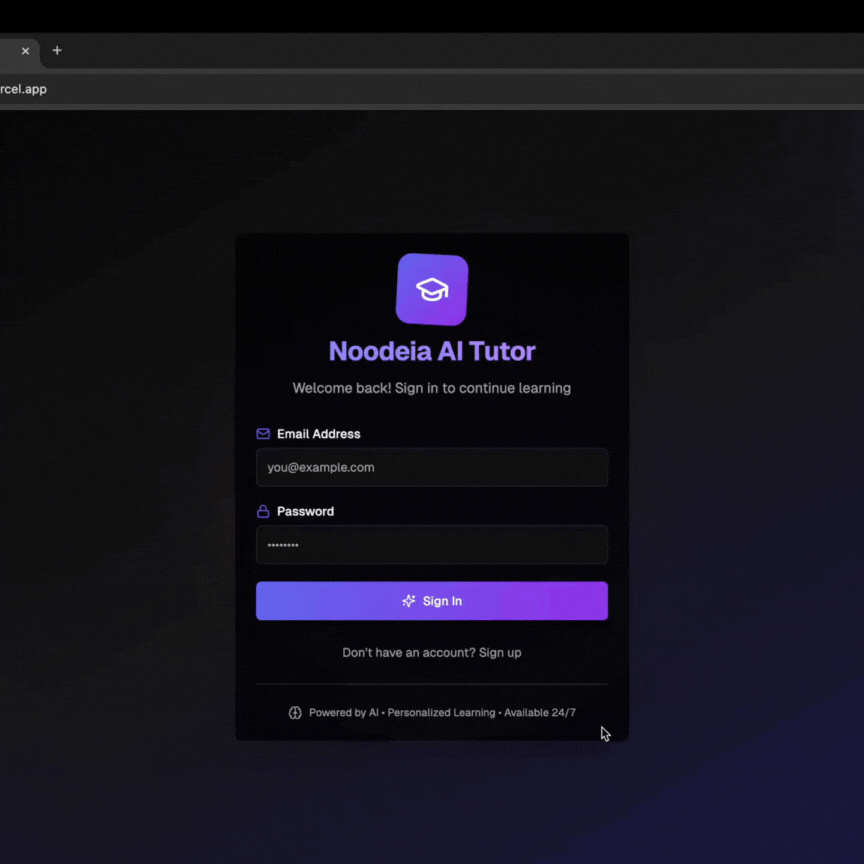 rcel.app
Noodeia AI Tutor
Welcome back! Sign in to continue learning
Email Address
you@example.com
Password
••••••••
Sign In
Don't have an account? Sign up
Powered by AI • Personalized Learning • Available 24/7